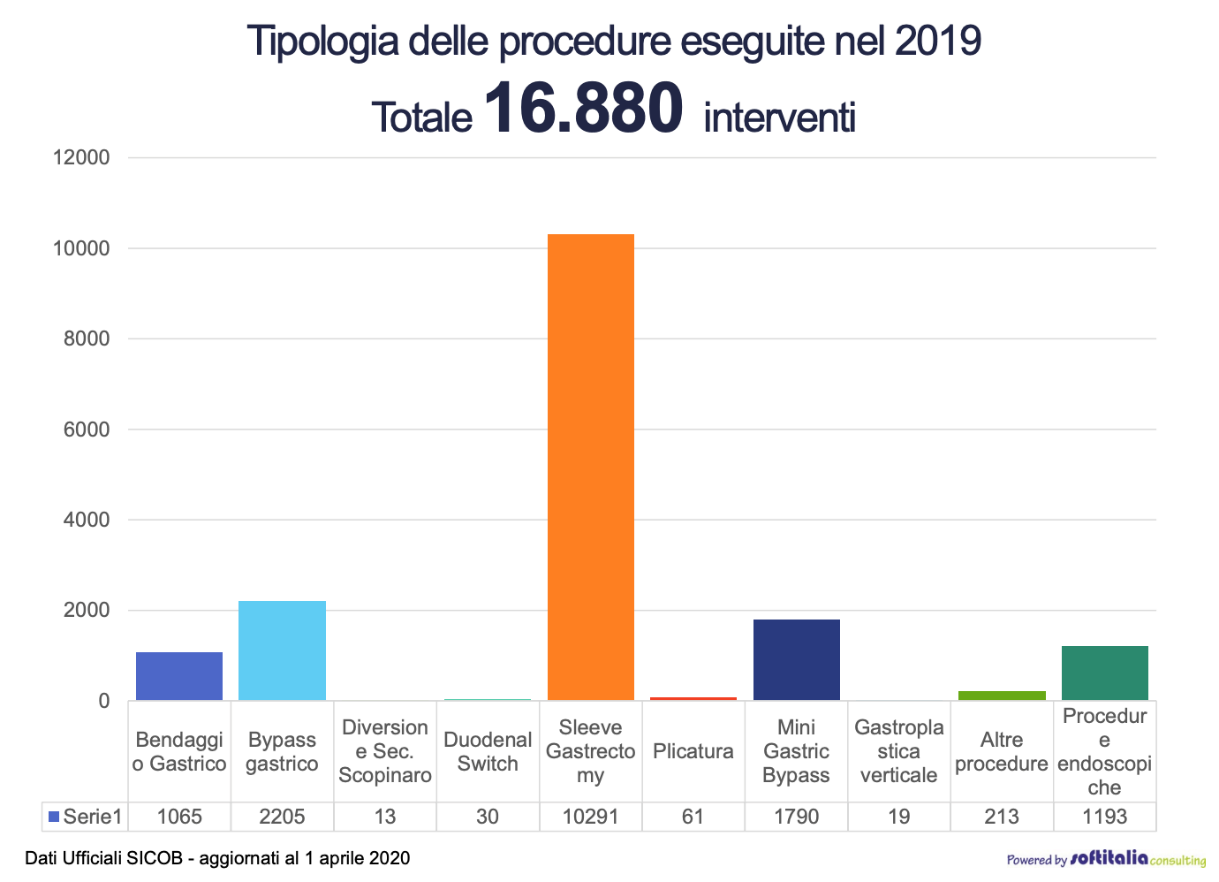 Tipologia delle procedure eseguite nel 2019
Totale 16.880 interventi
12000
10000
8000
6000
4000
2000
0
Bendaggi
o Gastrico
Bypass
gastrico
Diversion
e Sec.
Scopinaro
Duodenal
Switch
Sleeve
Gastrecto
my
Plicatura
Mini
Gastric
Bypass
Gastropla
stica
verticale
Altre
procedure
Procedur
e
endoscopi
che
Serie1 1065 2205 13 30 10291 61 1790 19 213 1193
Dati Ufficiali SICOB - aggiornati al 1 aprile 2020
Powered by softitalia consulting